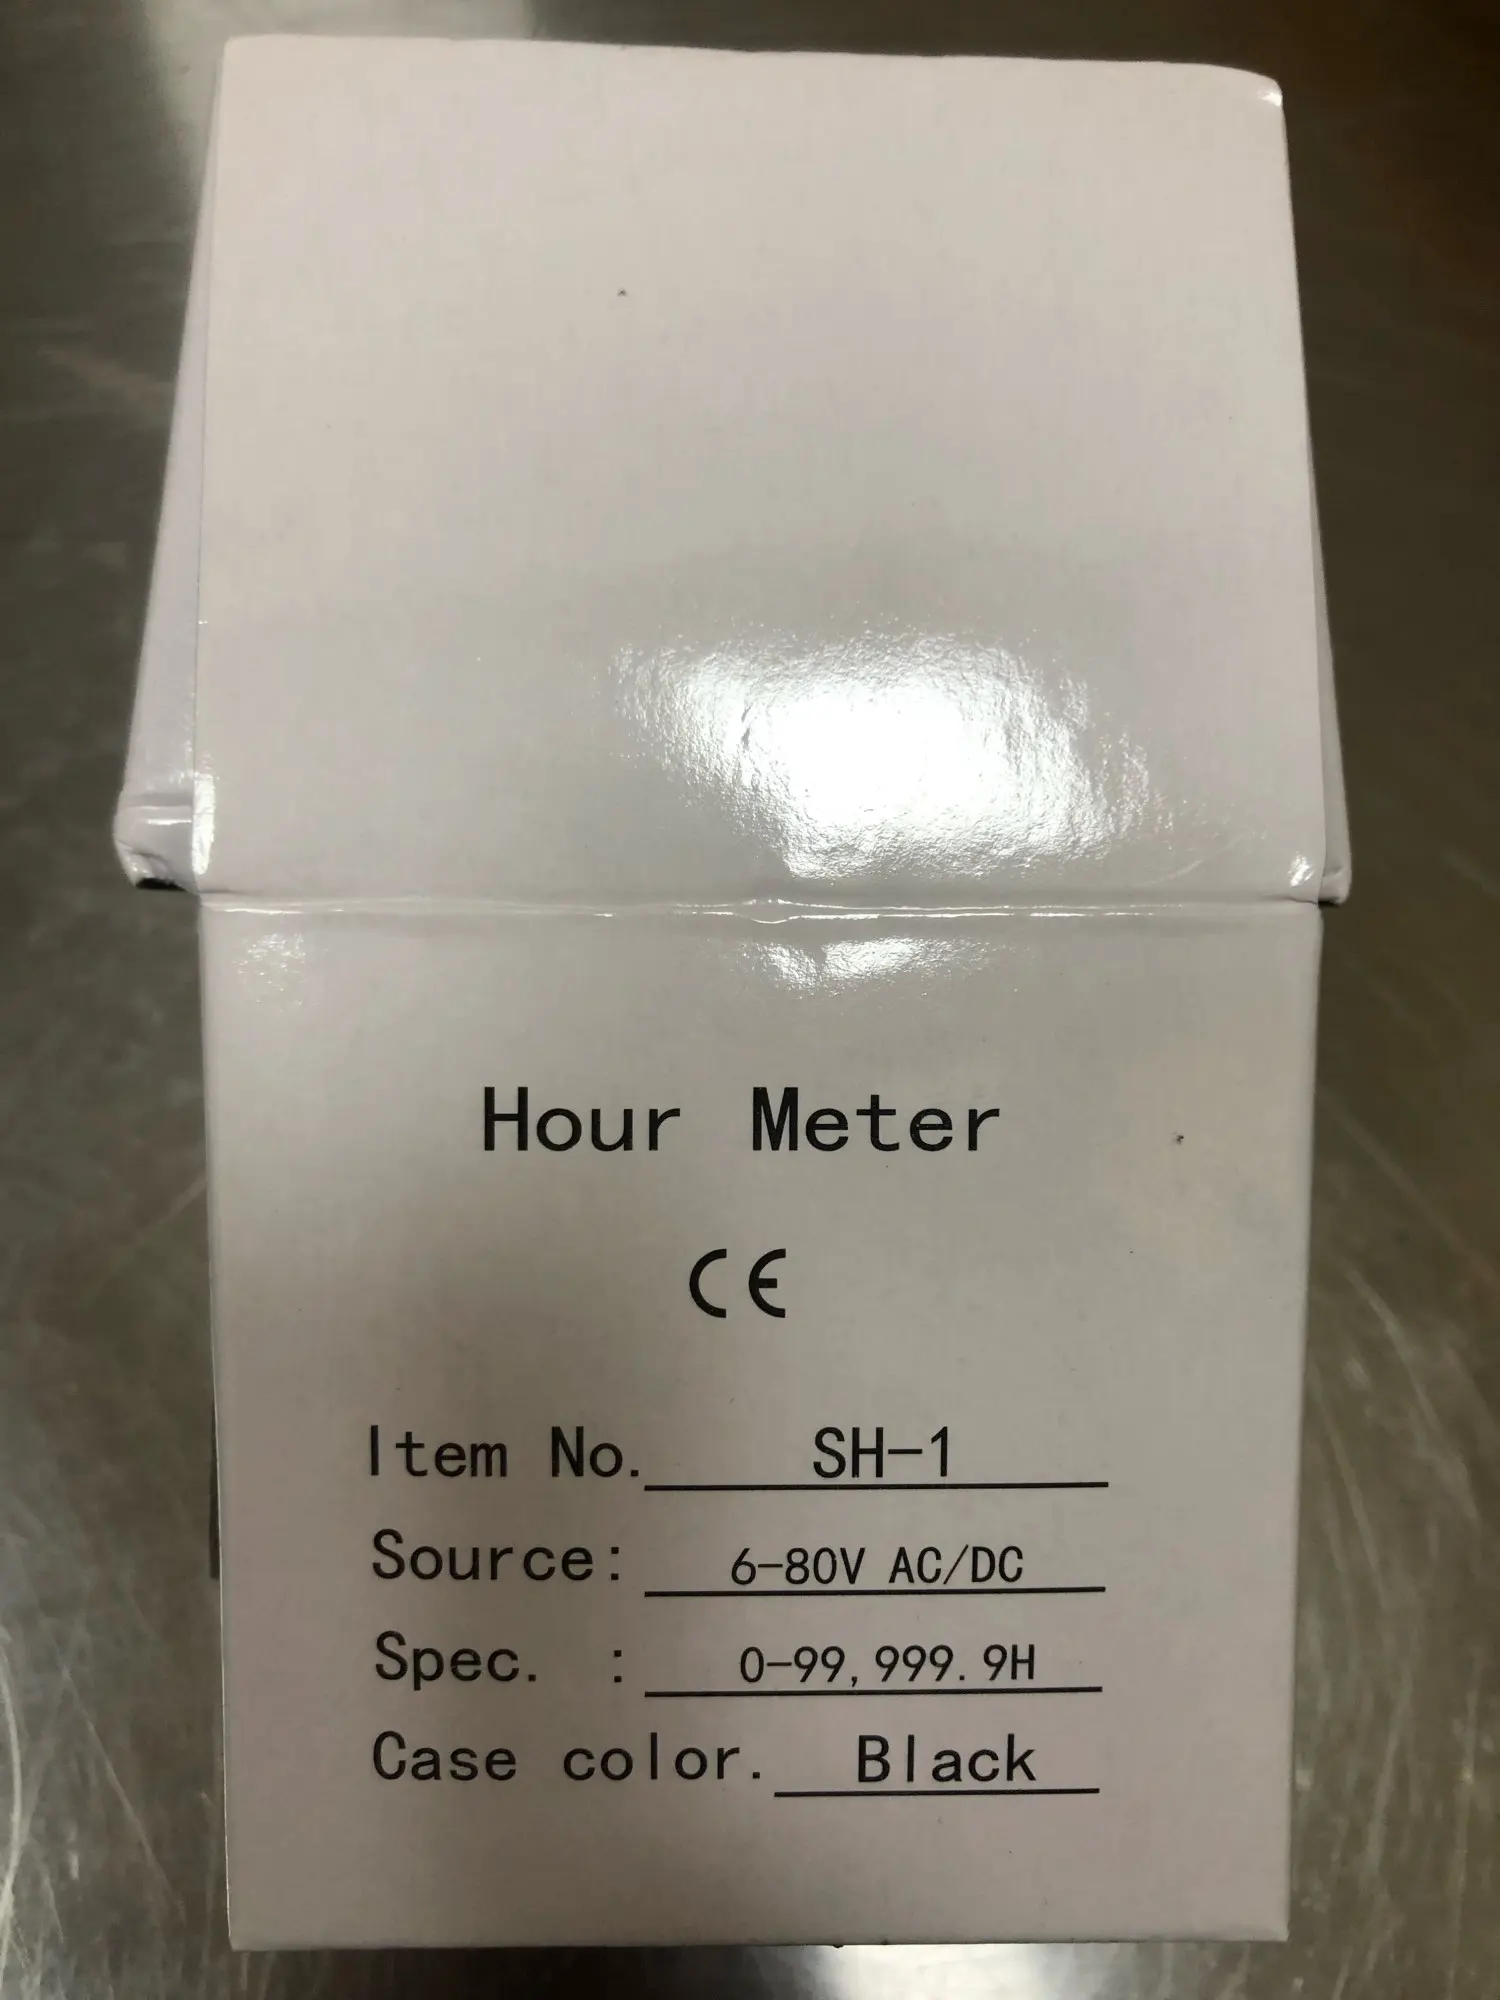 Hour Meter
CE
Item No. SH-1
Source: 6-80V AC/DC
Spec. : 0-99,999.9H
Case color. Black